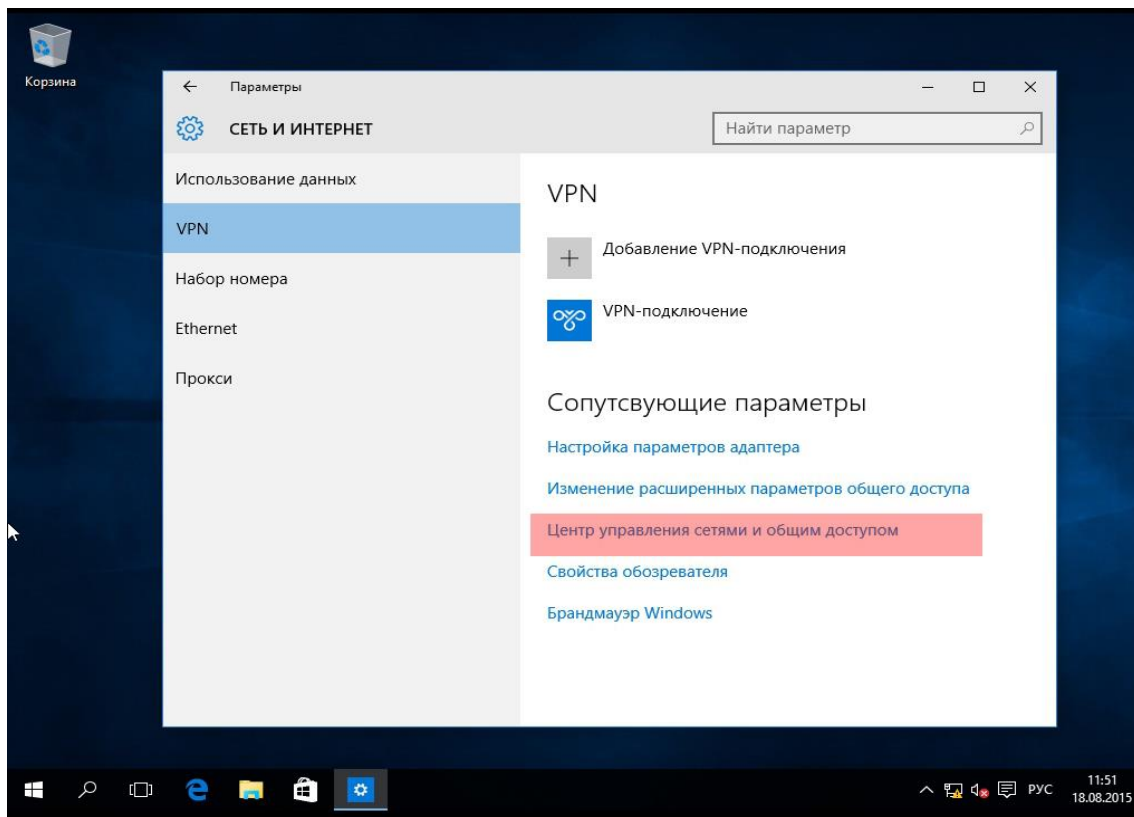 Корзина
Параметры
СЕТЬ И ИНТЕРНЕТ
Найти параметр
Использование данных
VPN
Набор номера
Ethernet
Прокси
VPN
Добавление VPN-подключения
VPN-подключение
Сопутсвующие параметры
Настройка параметров адаптера
Изменение расширенных параметров общего доступа
Центр управления сетями и общим доступом
Свойства обозревателя
Брандмауэр Windows
РУС
11:51
18.08.2015